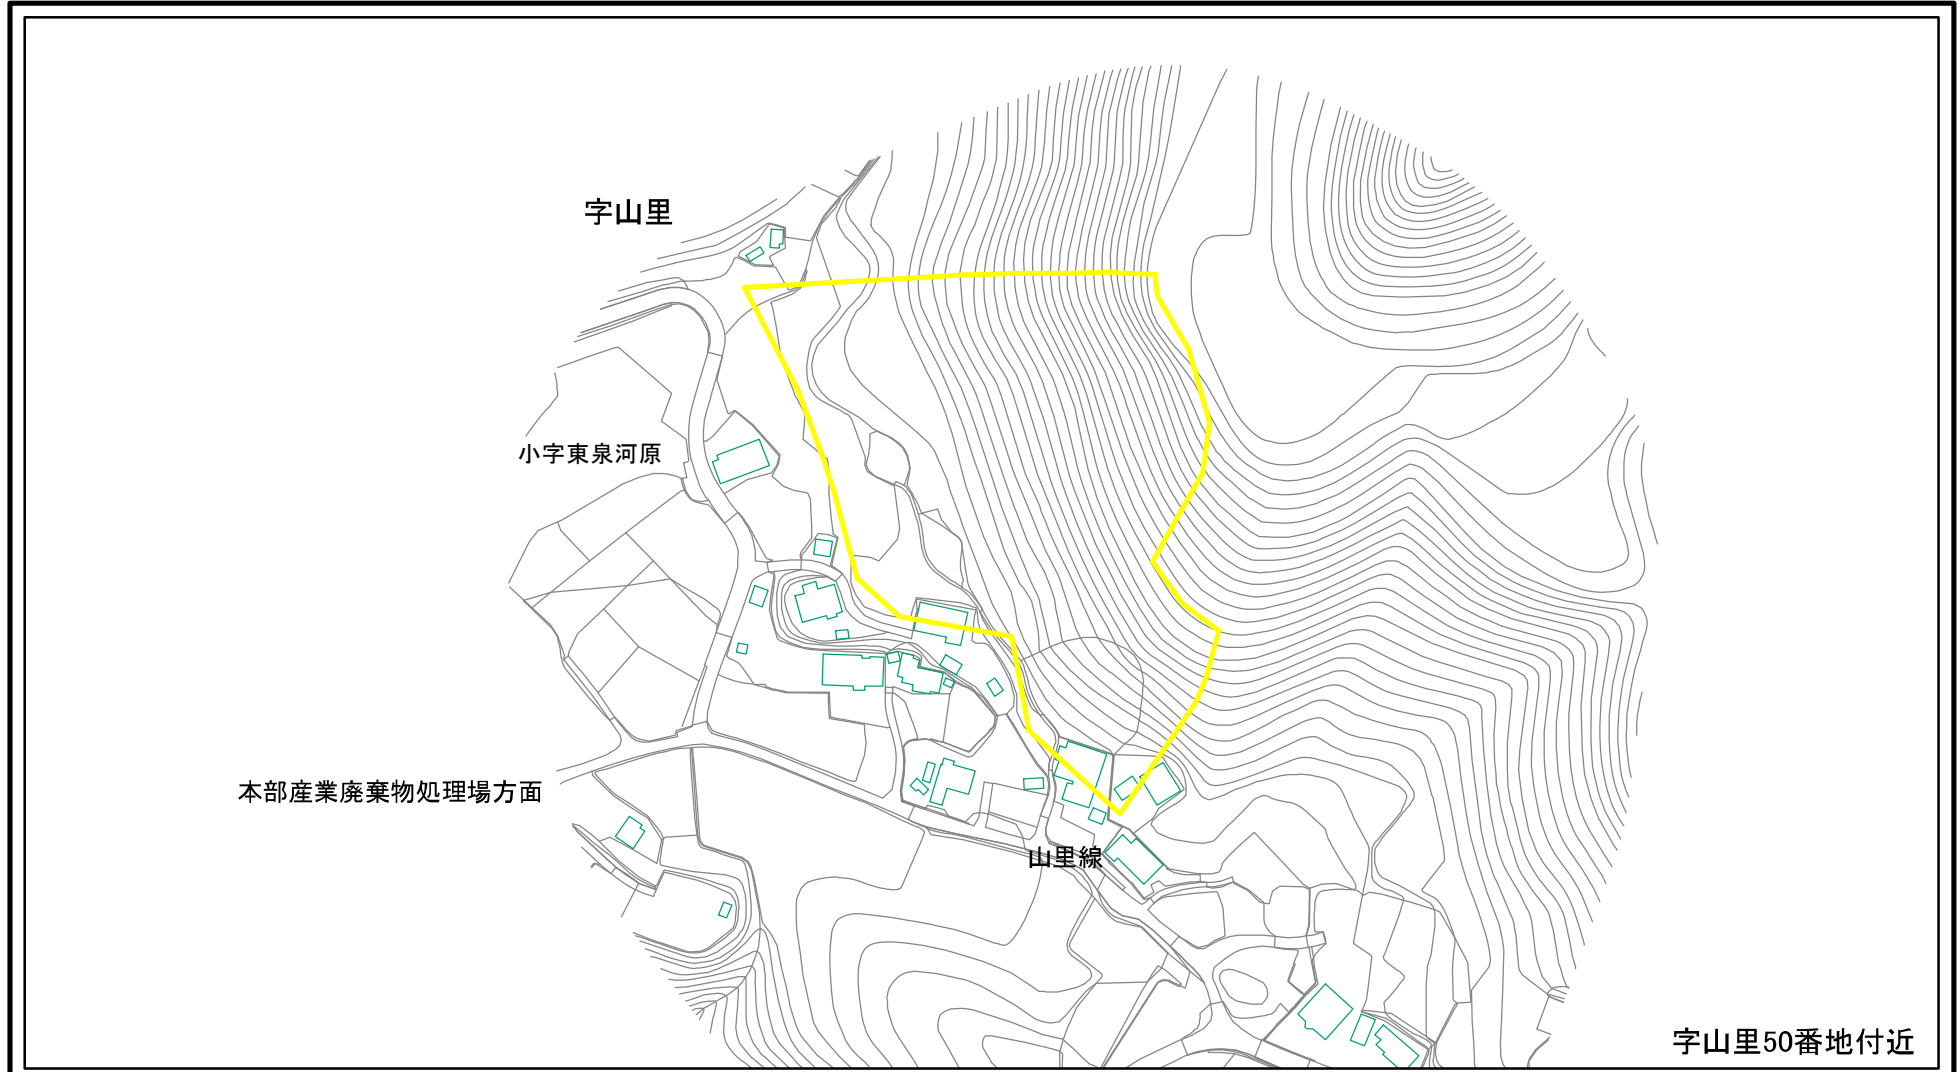 字山里
小字東泉河原
本部産業廃棄物処理場方面
山里線
字山里50番地付近